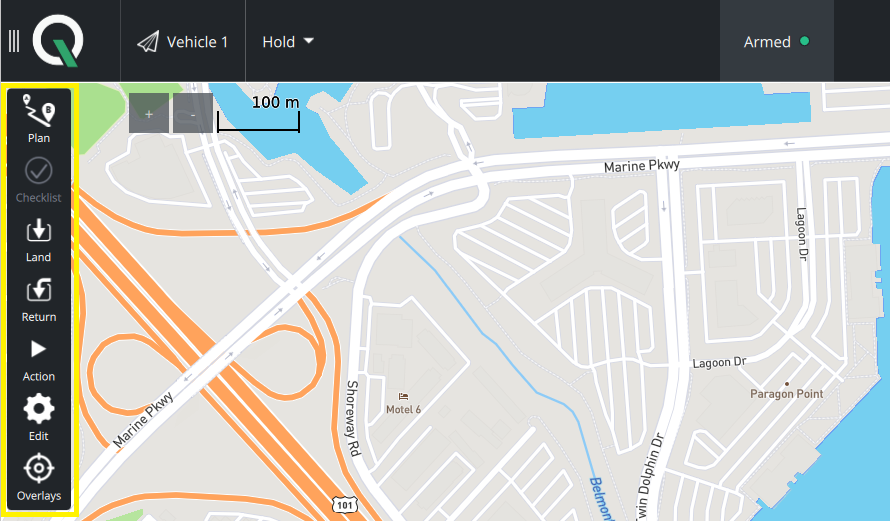 Vehicle 1
Hold
Armed
Plan
Checklist
Land
Return
Action
Edit
Overlays
+
-
100 m
Marine Pkwy
Lagoon Dr
Lagoon Dr
Paragon Point
Motel 6
Marine Pkwy
Shoreway Rd
101
Twin Dolphin Dr
Belmon
B